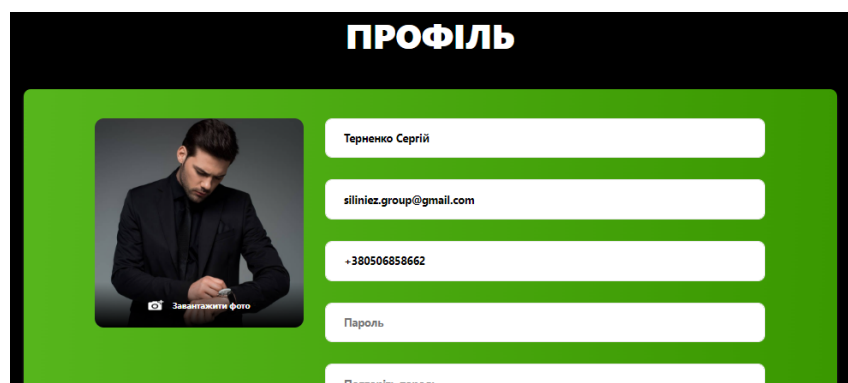 ПРОФІЛЬ
Терненко Сергій
siliniez.group@gmail.com
+380506858662
Завантажити фото
Пароль